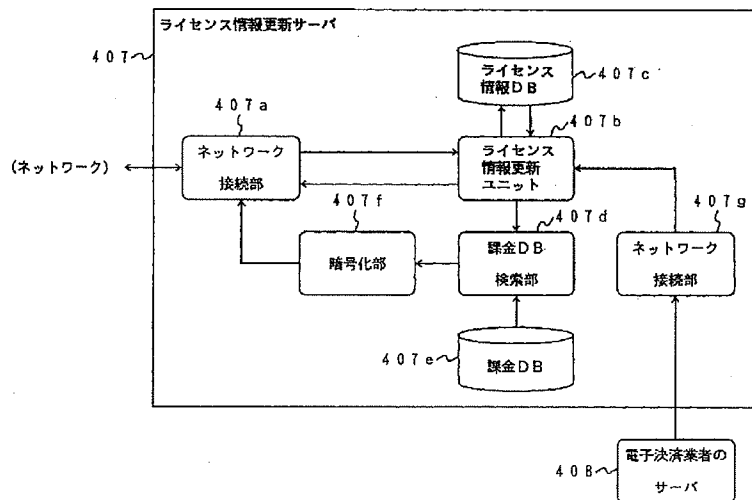 ライセンス情報更新サーバ
407
ライセンス
情報DB
407c
407a
407b
(ネットワーク)
ネットワーク
接続部
ライセンス
情報更新
ユニット
407f
407d
407g
暗号化部
課金DB
検索部
ネットワーク
接続部
407e
課金DB
408
電子決済業者の
サーバ